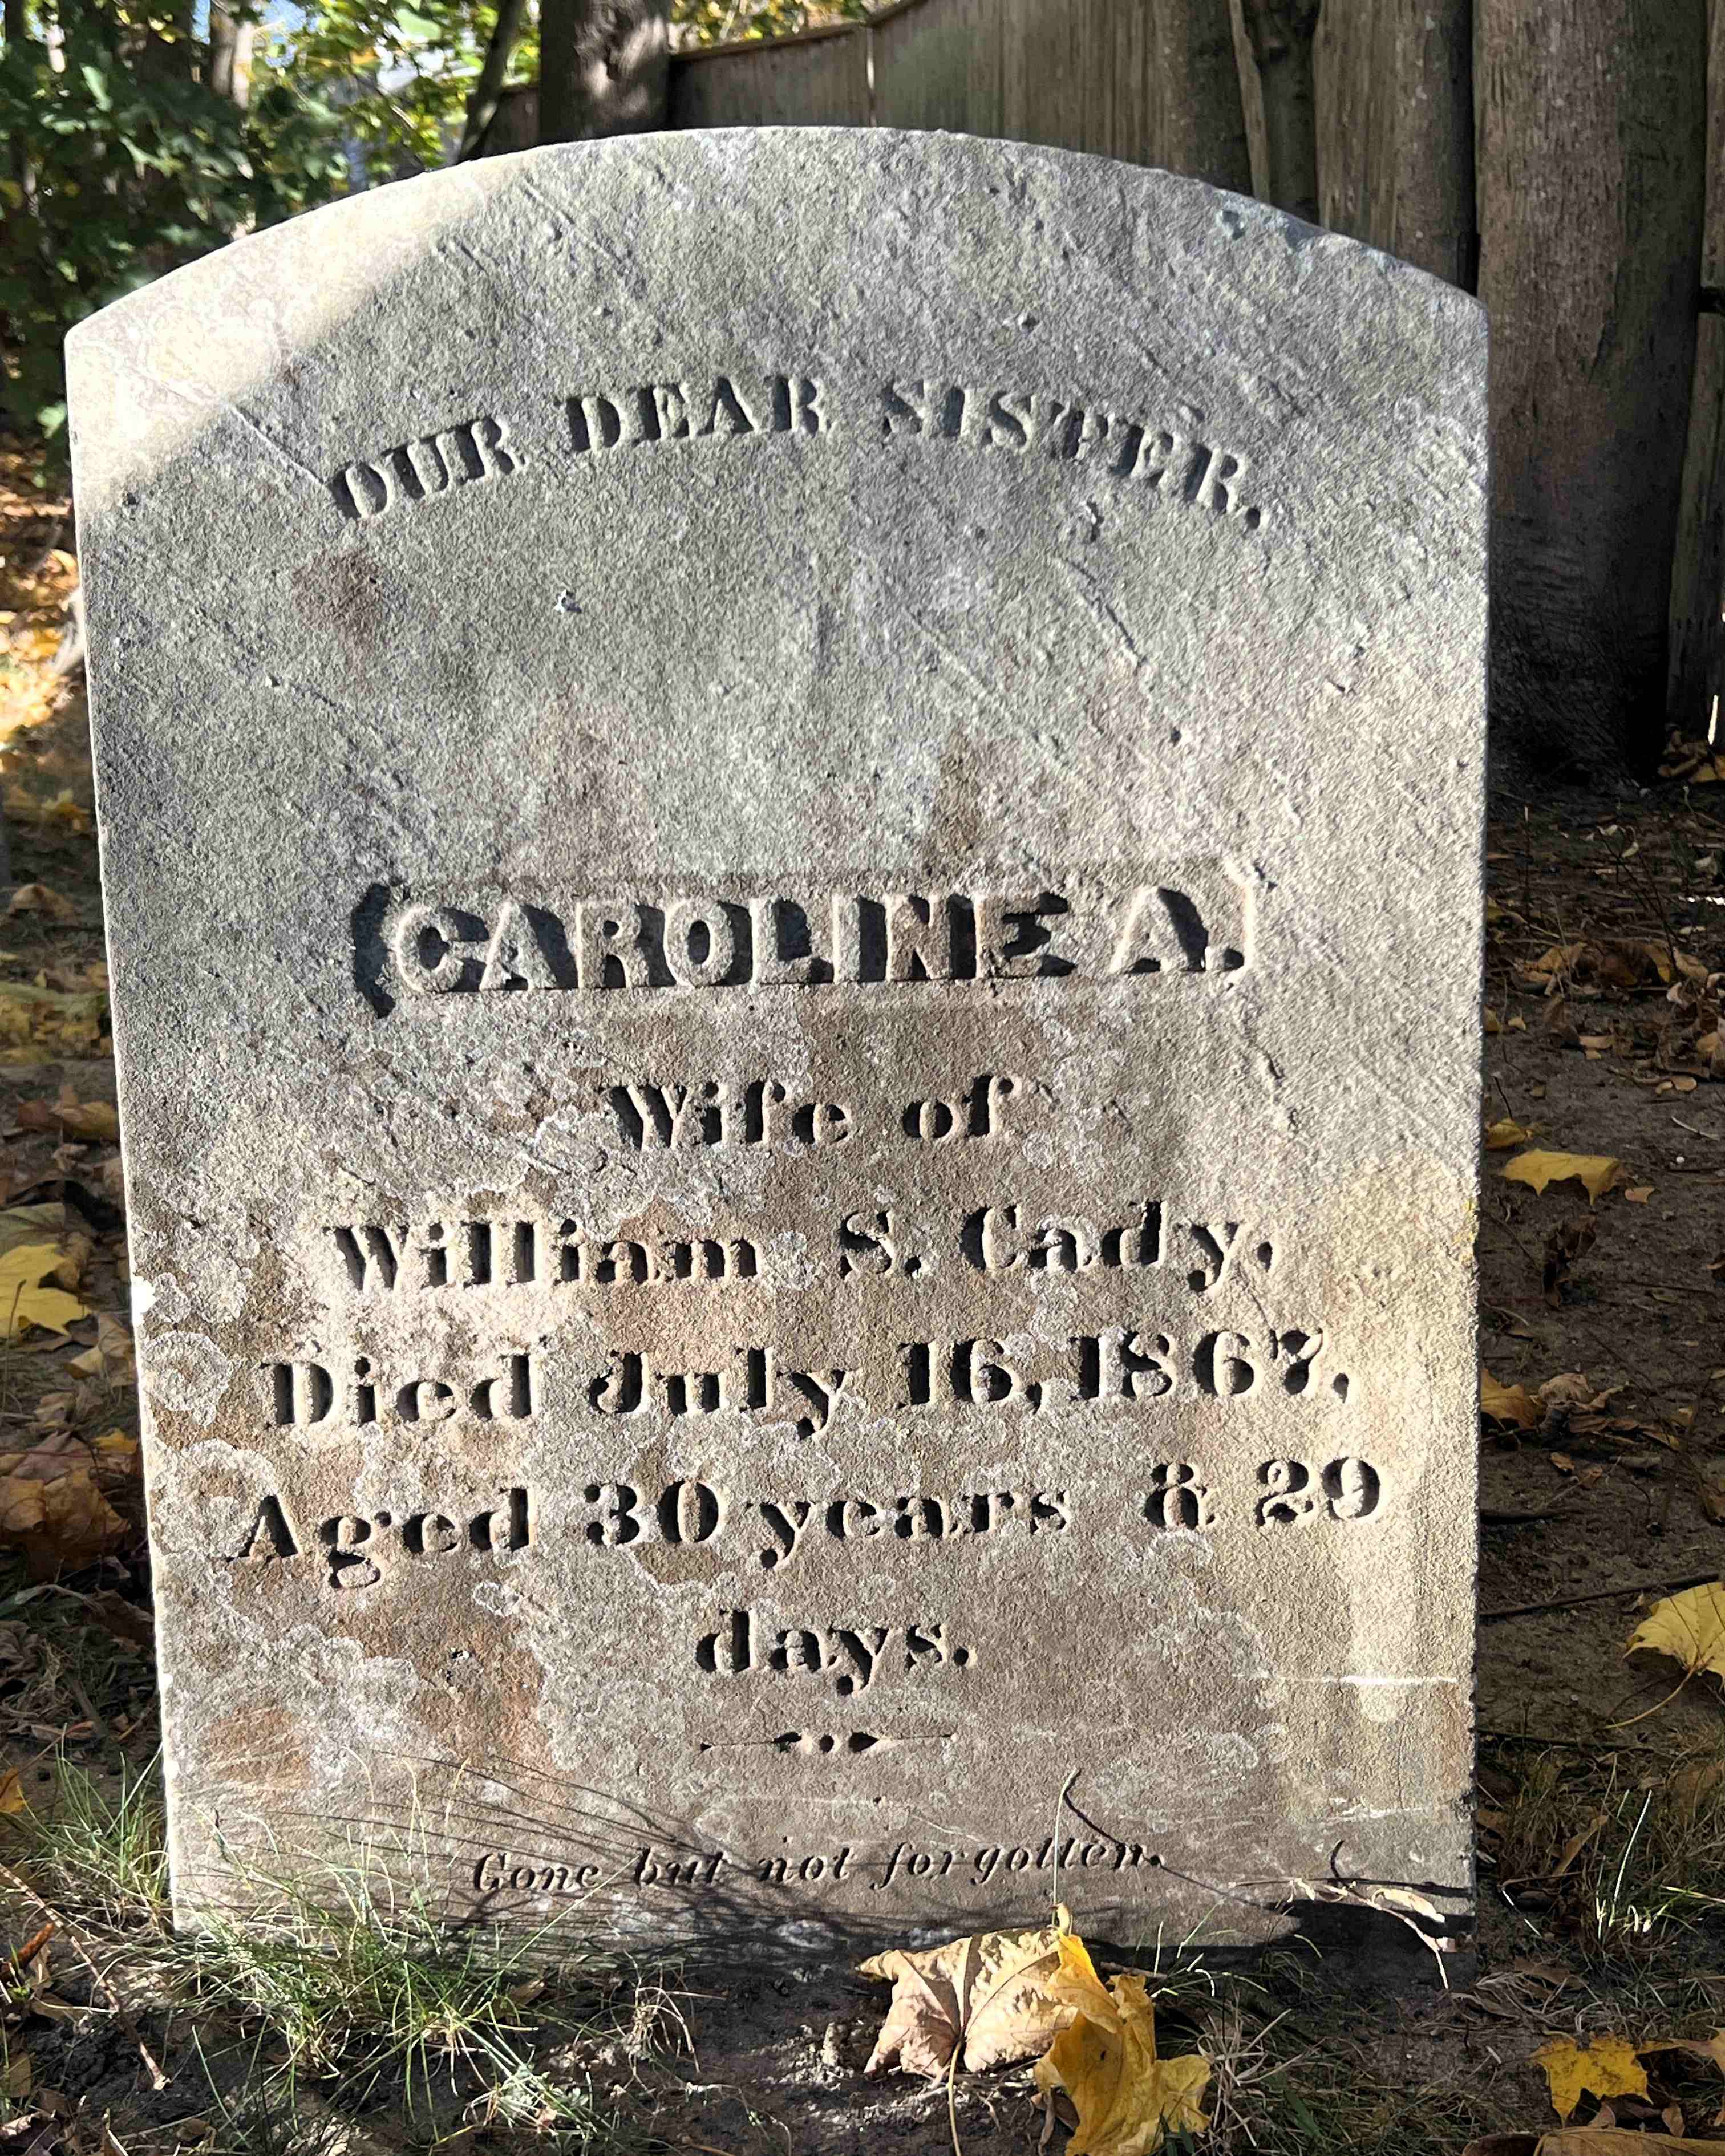 OUR DEAR SISTER.
CAROLINE A.
Wife of
William S. Cady.
Died July 16, 1867,
Aged 30 years & 29
days.
Gone but not forgotten.